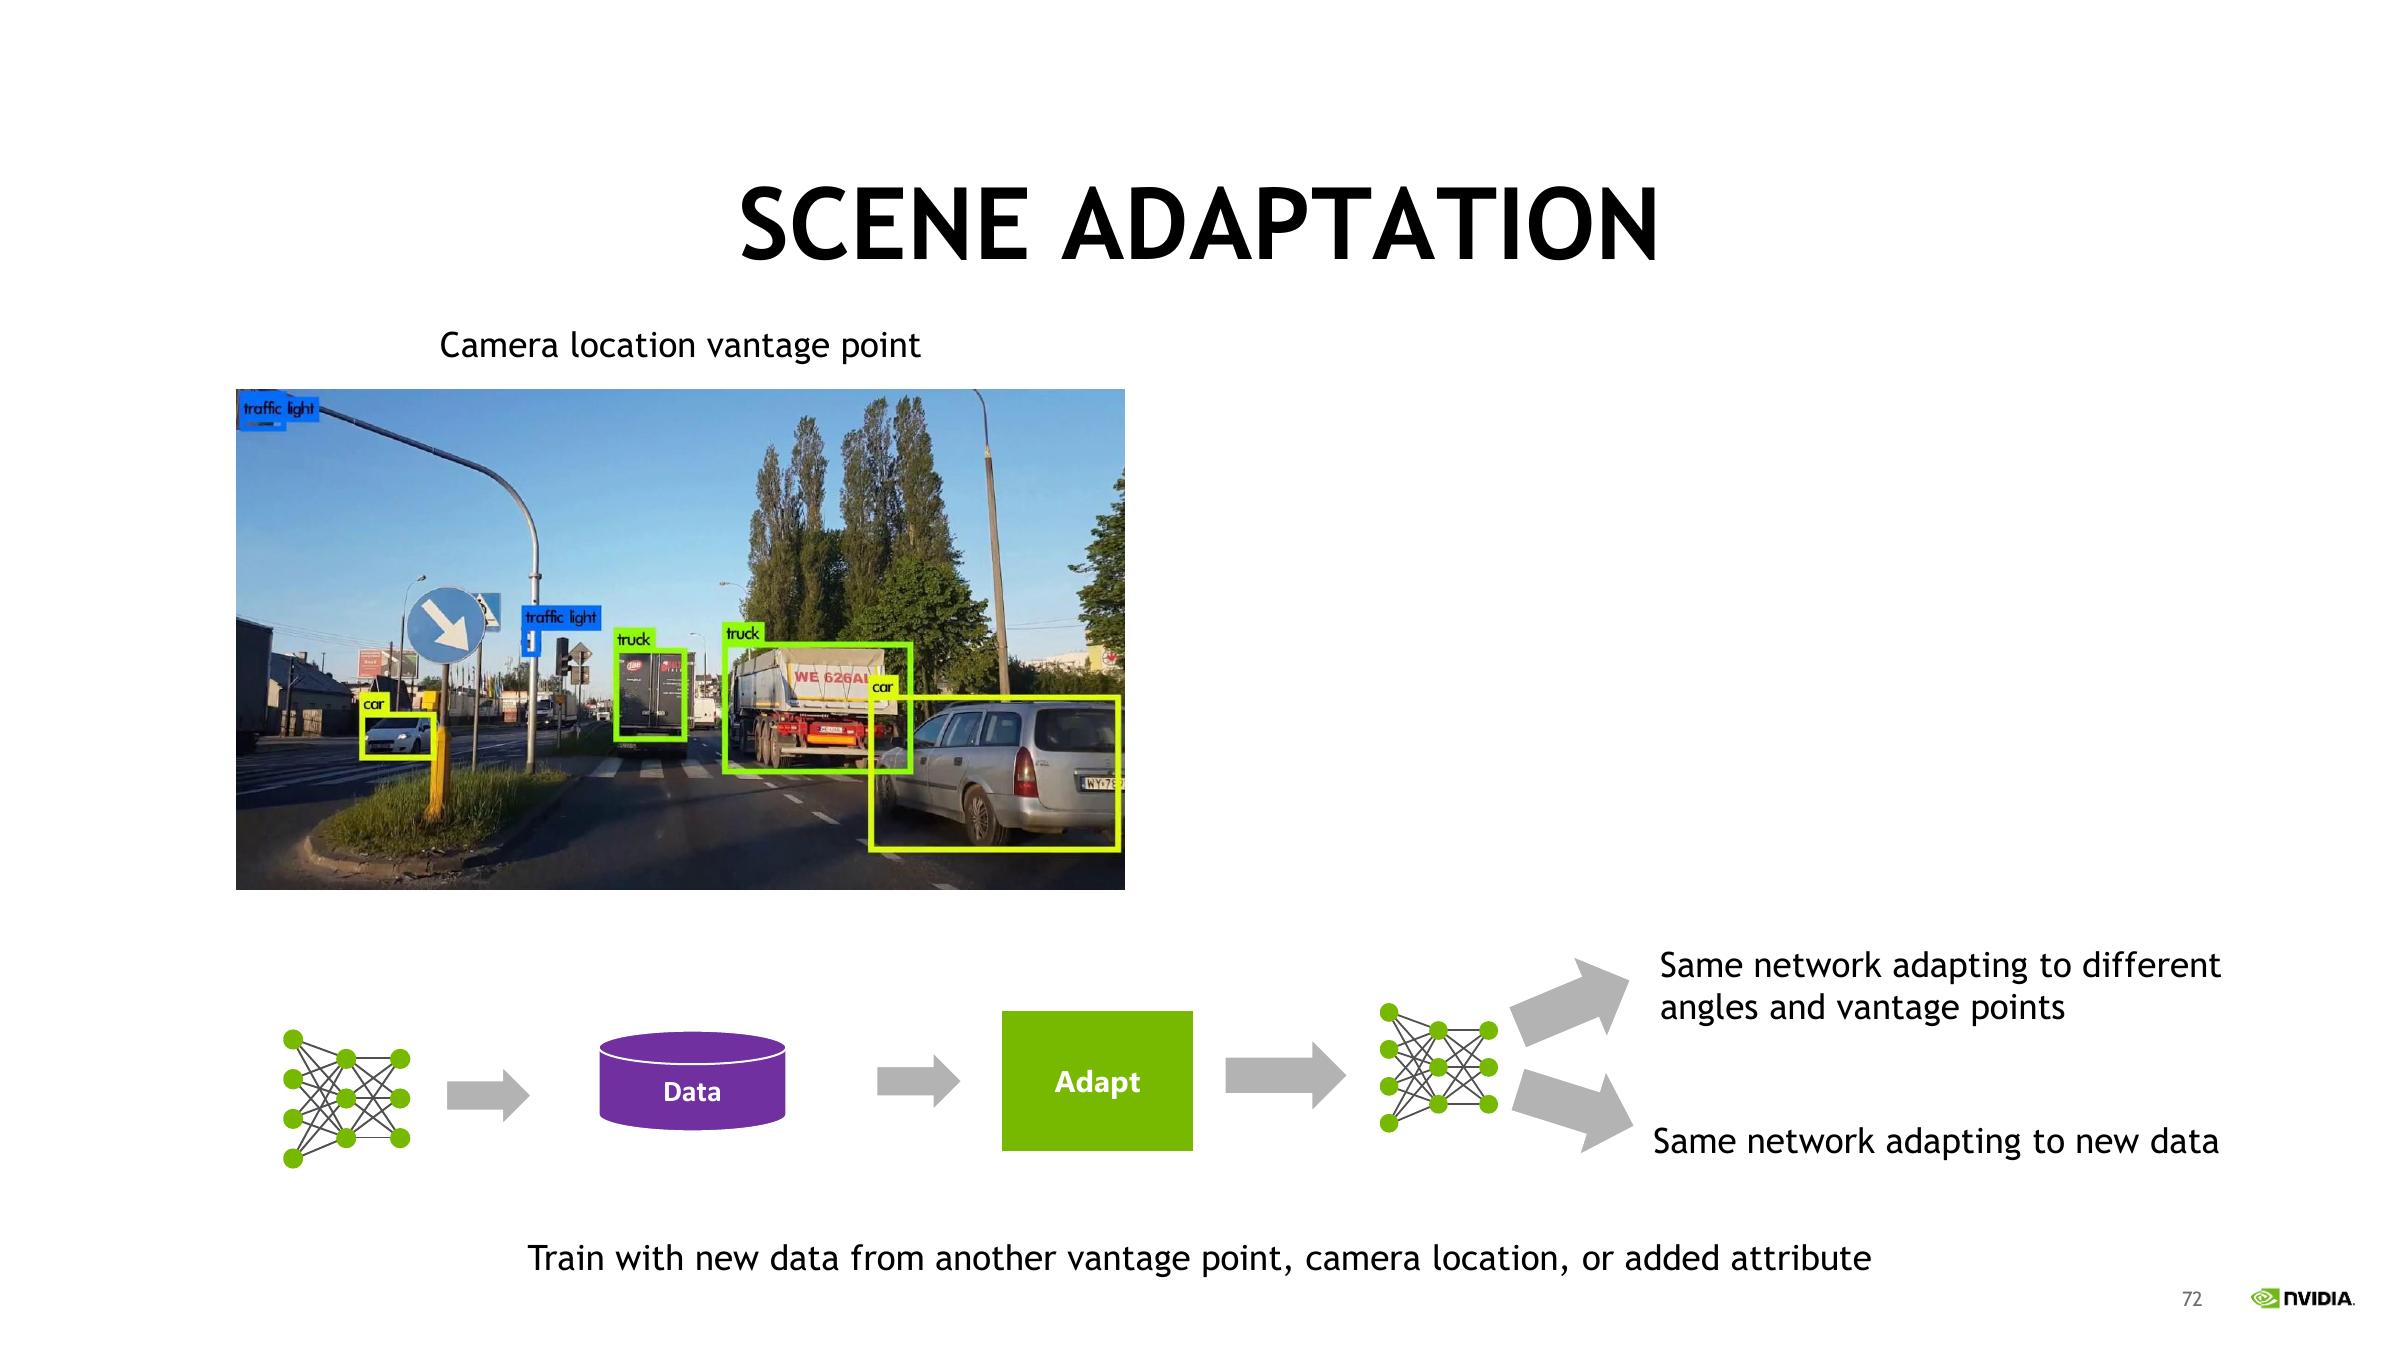 SCENE ADAPTATION
Camera location vantage point
traffic light
traffic light
truck
truck
WE 626A
car
car
Data
Adapt
Same network adapting to different
angles and vantage points
Same network adapting to new data
Train with new data from another vantage point, camera location, or added attribute
72
NVIDIA.